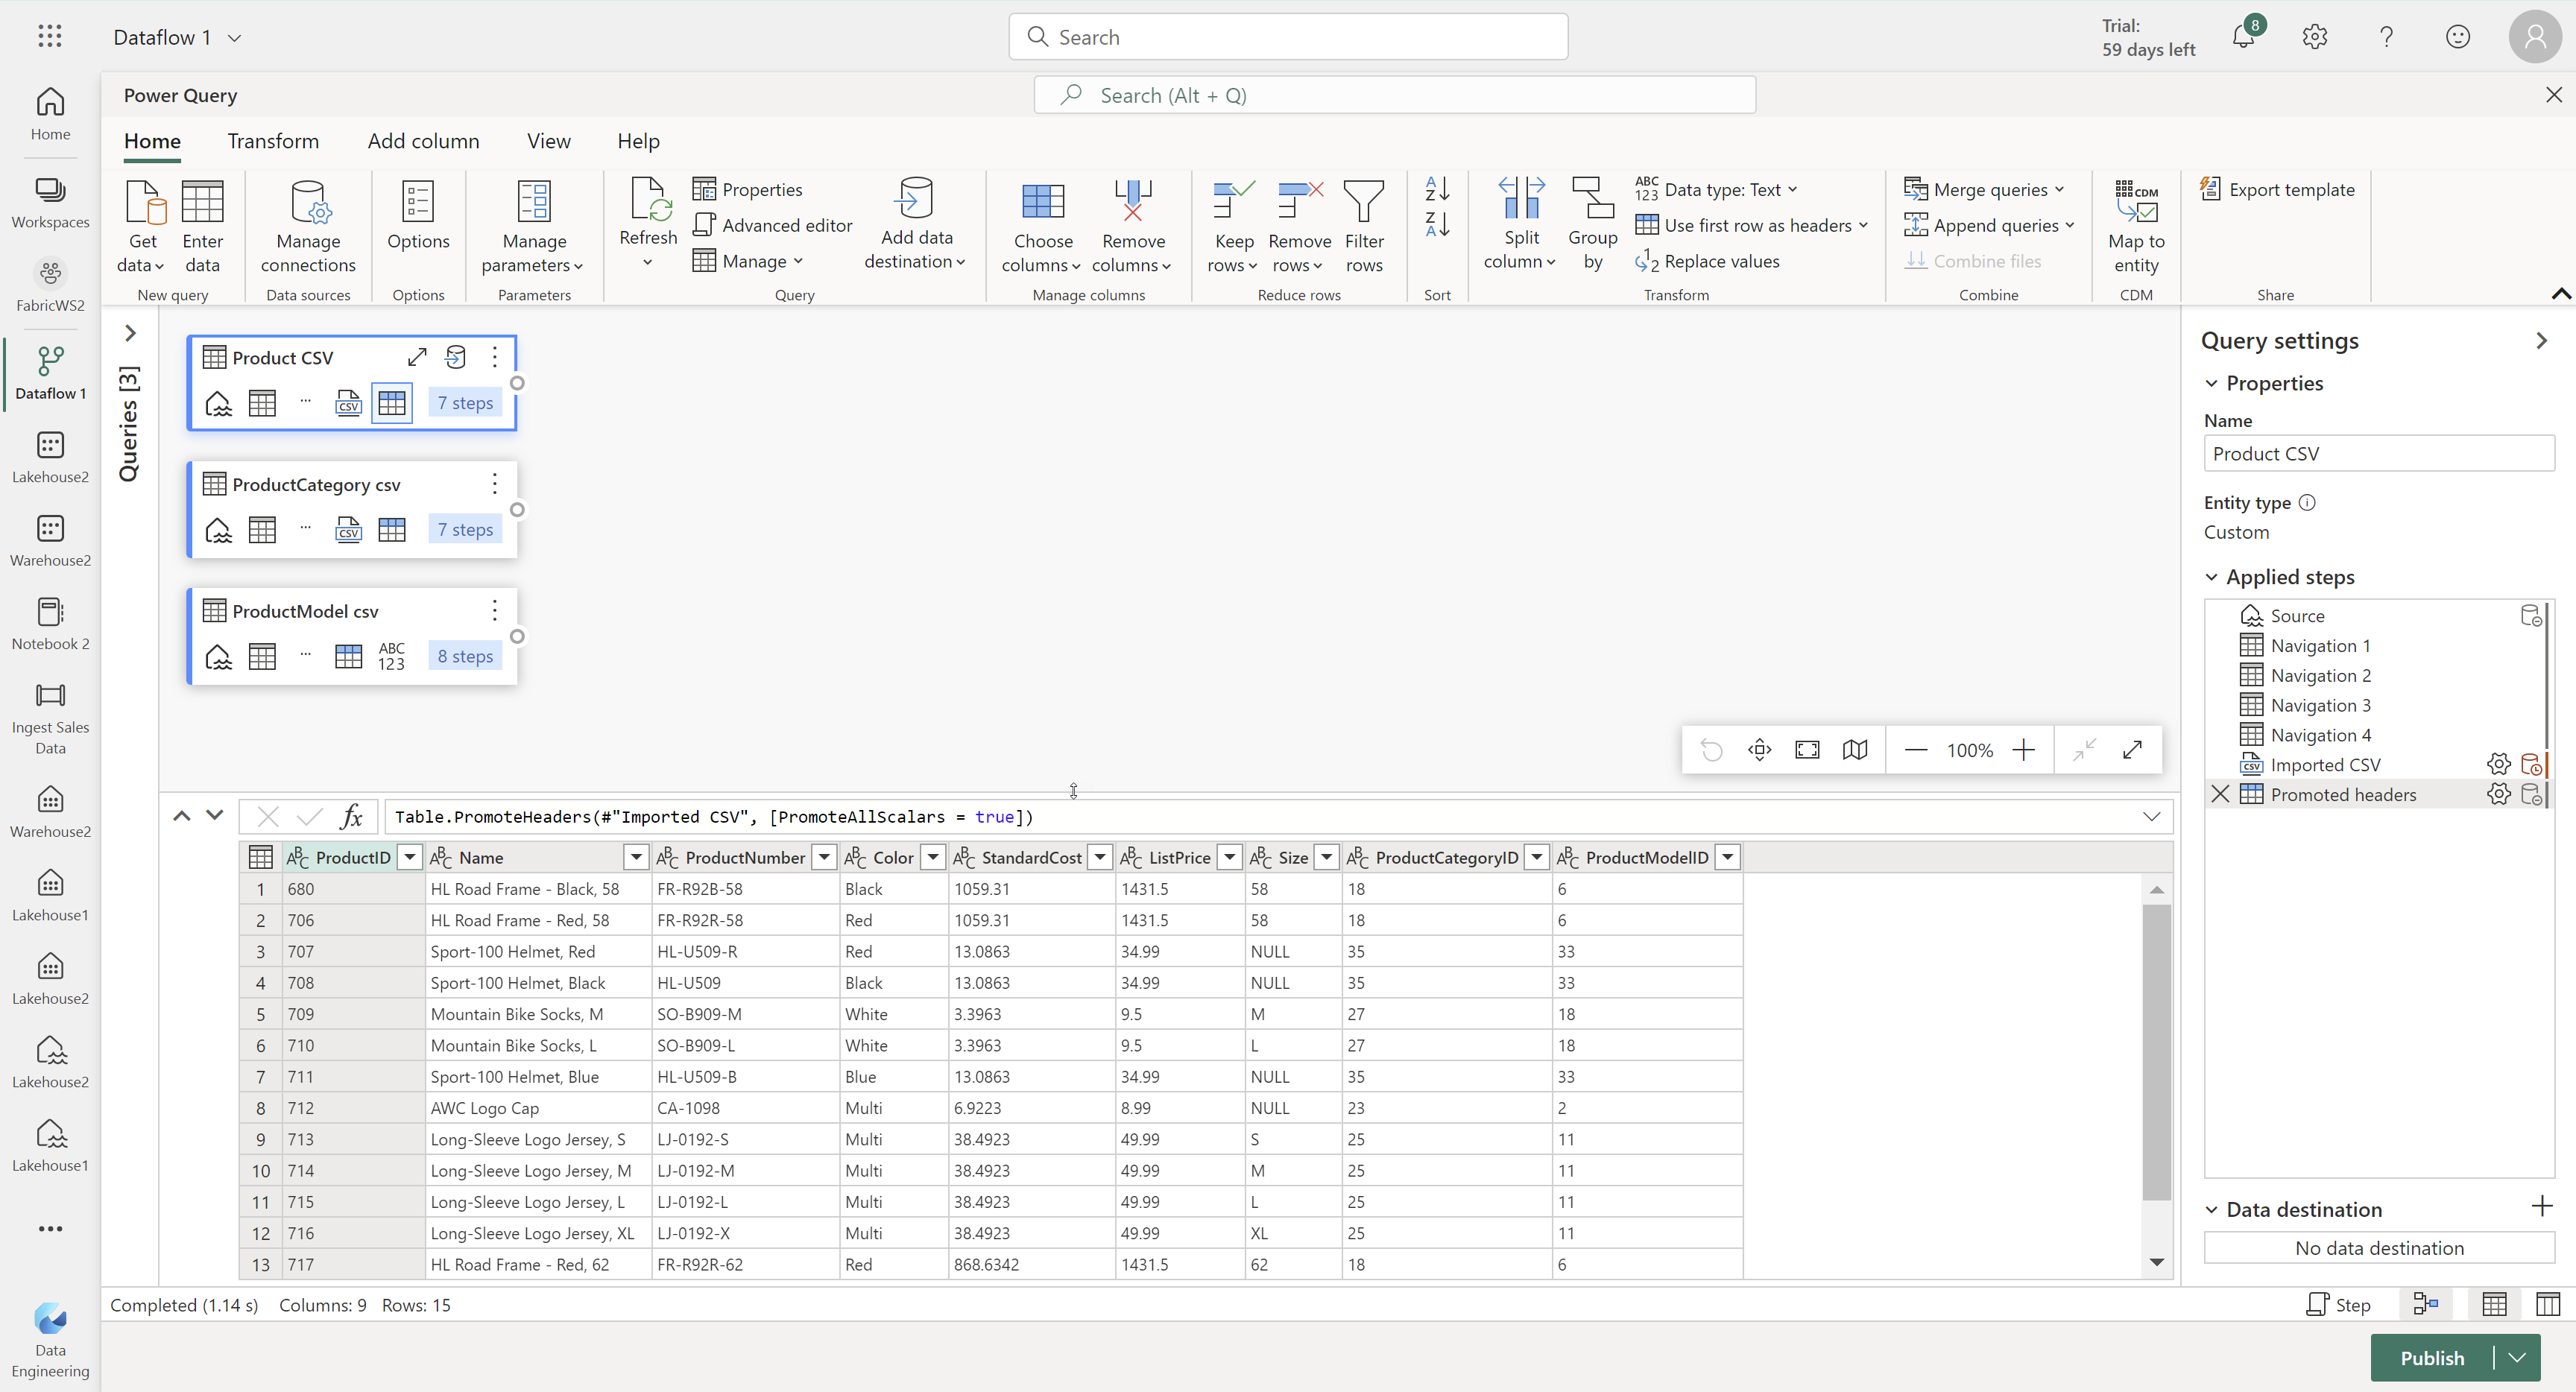 Dataflow 1
Search
Trial:
59 days left
8
Power Query
Search (Alt + Q)
Home
Transform
Add column
View
Help
Get data
Enter data
New query
Manage connections
Data sources
Options
Options
Manage parameters
Parameters
Refresh
Properties
Advanced editor
Manage
Add data destination
Query
Choose columns
Remove columns
Manage columns
Keep rows
Remove rows
Filter rows
Reduce rows
Sort
Split column
Group by
Data type: Text
Use first row as headers
Replace values
Transform
Merge queries
Append queries
Combine files
Combine
Map to entity
CDM
Export template
Share
Home
Workspaces
FabricWS2
Dataflow 1
Lakehouse2
Warehouse2
Notebook 2
Ingest Sales
Data
Warehouse2
Lakehouse1
Lakehouse2
Lakehouse2
Lakehouse1
Data
Engineering
Queries [3]
Product CSV
7 steps
ProductCategory csv
7 steps
ProductModel csv
8 steps
100%
Table.PromoteHeaders(#"Imported CSV", [PromoteAllScalars = true])
ProductID Name ProductNumber Color StandardCost ListPrice Size ProductCategoryID ProductModelID
1 680 HL Road Frame - Black, 58 FR-R92B-58 Black 1059.31 1431.5 58 18 6
2 706 HL Road Frame - Red, 58 FR-R92R-58 Red 1059.31 1431.5 58 18 6
3 707 Sport-100 Helmet, Red HL-U509-R Red 13.0863 34.99 NULL 35 33
4 708 Sport-100 Helmet, Black HL-U509 Black 13.0863 34.99 NULL 35 33
5 709 Mountain Bike Socks, M SO-B909-M White 3.3963 9.5 M 27 18
6 710 Mountain Bike Socks, L SO-B909-L White 3.3963 9.5 L 27 18
7 711 Sport-100 Helmet, Blue HL-U509-B Blue 13.0863 34.99 NULL 35 33
8 712 AWC Logo Cap CA-1098 Multi 6.9223 8.99 NULL 23 2
9 713 Long-Sleeve Logo Jersey, S LJ-0192-S Multi 38.4923 49.99 S 25 11
10 714 Long-Sleeve Logo Jersey, M LJ-0192-M Multi 38.4923 49.99 M 25 11
11 715 Long-Sleeve Logo Jersey, L LJ-0192-L Multi 38.4923 49.99 L 25 11
12 716 Long-Sleeve Logo Jersey, XL LJ-0192-X Multi 38.4923 49.99 XL 25 11
13 717 HL Road Frame - Red, 62 FR-R92R-62 Red 868.6342 1431.5 62 18 6
Completed (1.14 s) Columns: 9 Rows: 15
Step
Query settings
Properties
Name
Product CSV
Entity type
Custom
Applied steps
Source
Navigation 1
Navigation 2
Navigation 3
Navigation 4
Imported CSV
Promoted headers
Data destination
No data destination
Publish